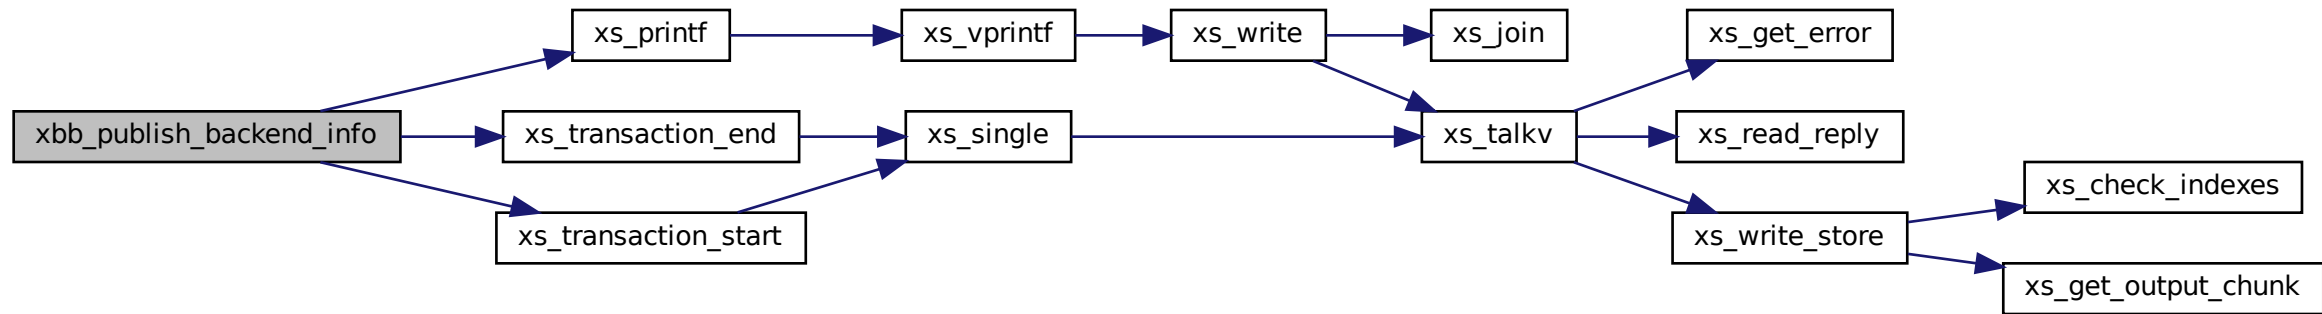 xbb_publish_backend_info
xs_printf
xs_transaction_end
xs_transaction_start
xs_vprintf
xs_single
xs_write
xs_join
xs_talkv
xs_get_error
xs_read_reply
xs_write_store
xs_check_indexes
xs_get_output_chunk